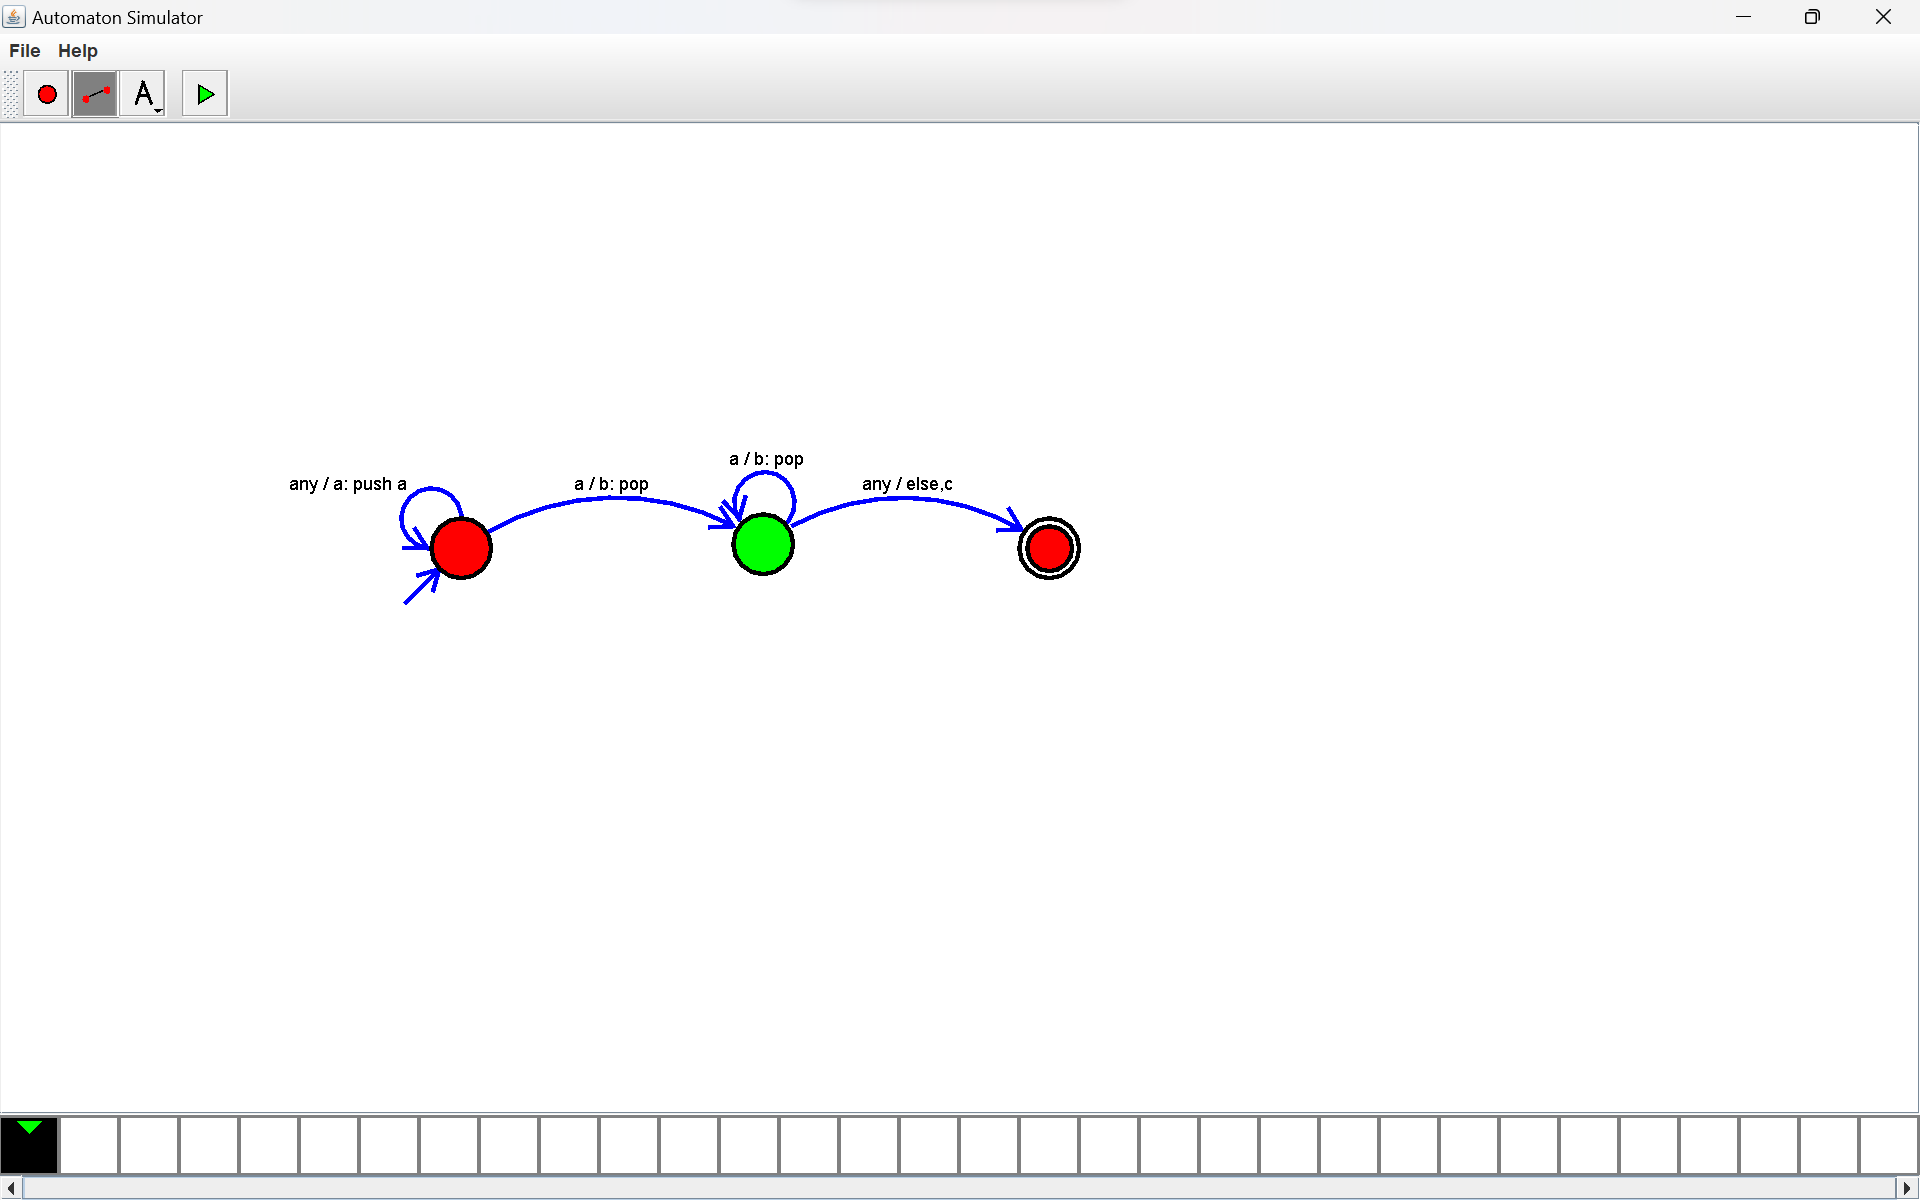 Automaton Simulator
File Help
A
a / b: pop
any / a: push a
a / b: pop
any / else,c